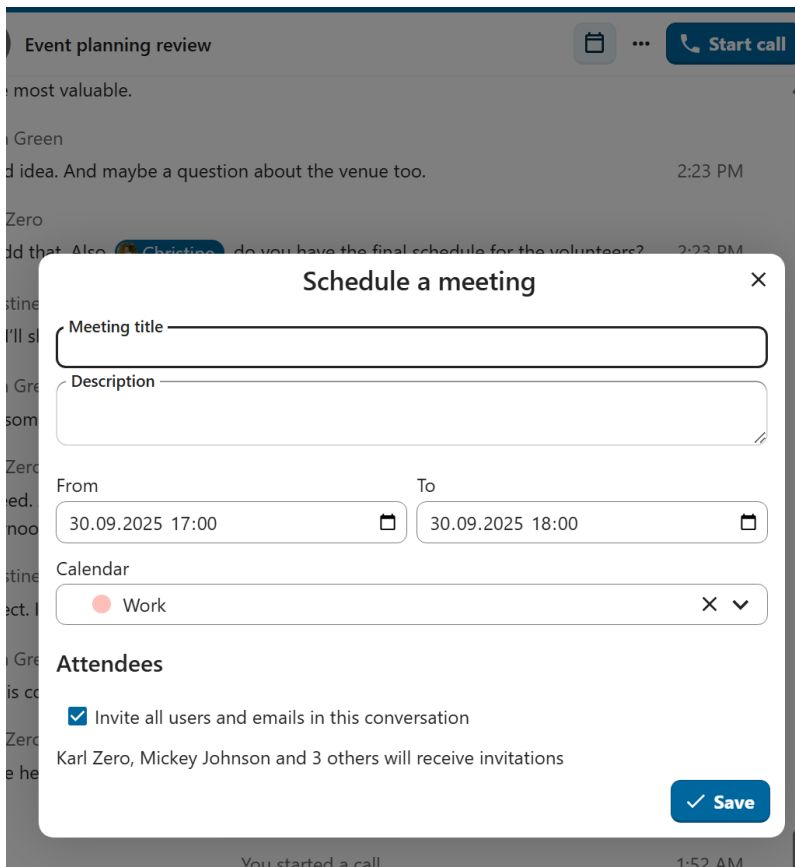 Event planning review
Start call
most valuable.
Green
idea. And maybe a question about the venue too. 2:23 PM
Zero
that. Also Christine, do you have the final schedule for the volunteers? 2:23 PM
Schedule a meeting
Meeting title
Description
From To
30.09.2025 17:00 30.09.2025 18:00
Calendar
Work
Attendees
Invite all users and emails in this conversation
Karl Zero, Mickey Johnson and 3 others will receive invitations
Save
You started a call 1:52 AM